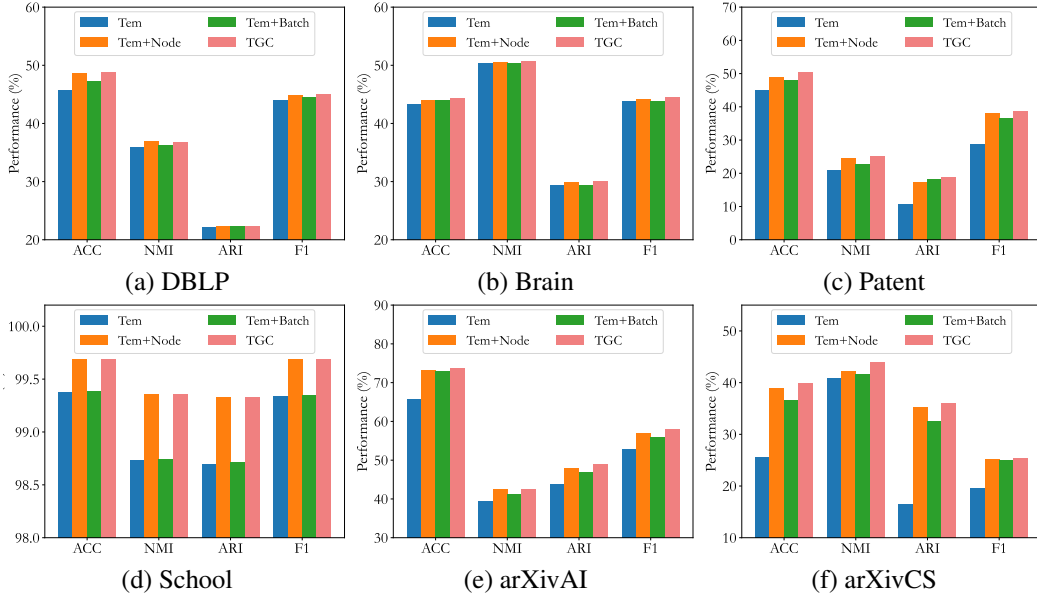 60
50
40
30
20
Performance (%)
Tem
Tem+Node
Tem+Batch
TGC
ACC NMI ARI F1
(a) DBLP
60
50
40
30
20
Performance (%)
Tem
Tem+Node
Tem+Batch
TGC
ACC NMI ARI F1
(b) Brain
70
60
50
40
30
20
10
0
Performance (%)
Tem
Tem+Node
Tem+Batch
TGC
ACC NMI ARI F1
(c) Patent
100.0
99.5
99.0
98.5
98.0
Tem
Tem+Node
Tem+Batch
TGC
ACC NMI ARI F1
(d) School
90
80
70
60
50
40
30
Performance (%)
Tem
Tem+Node
Tem+Batch
TGC
ACC NMI ARI F1
(e) arXivAI
50
40
30
20
10
Performance (%)
Tem
Tem+Node
Tem+Batch
TGC
ACC NMI ARI F1
(f) arXivCS